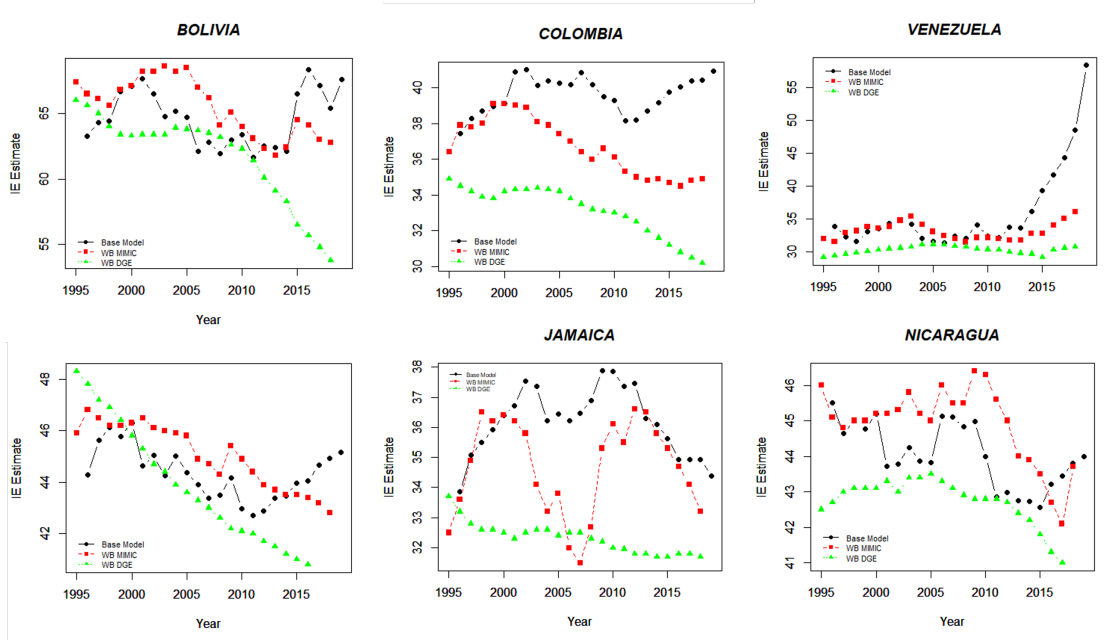 BOLIVIA
IE Estimate
65
60
55
Base Model
WB MIMIC
WB DGE
1995 2000 2005 2010 2015
Year
COLOMBIA
IE Estimate
40
38
36
34
32
30
Base Model
WB MIMIC
WB DGE
1995 2000 2005 2010 2015
Year
VENEZUELA
IE Estimate
55
50
45
40
35
30
Base Model
WB MIMIC
WB DGE
1995 2000 2005 2010 2015
Year
IE Estimate
48
46
44
42
Base Model
WB MIMIC
WB DGE
1995 2000 2005 2010 2015
Year
JAMAICA
IE Estimate
38
37
36
35
34
33
32
Base Model
WB MIMIC
WB DGE
1995 2000 2005 2010 2015
Year
NICARAGUA
IE Estimate
46
45
44
43
42
41
Base Model
WB MIMIC
WB DGE
1995 2000 2005 2010 2015
Year